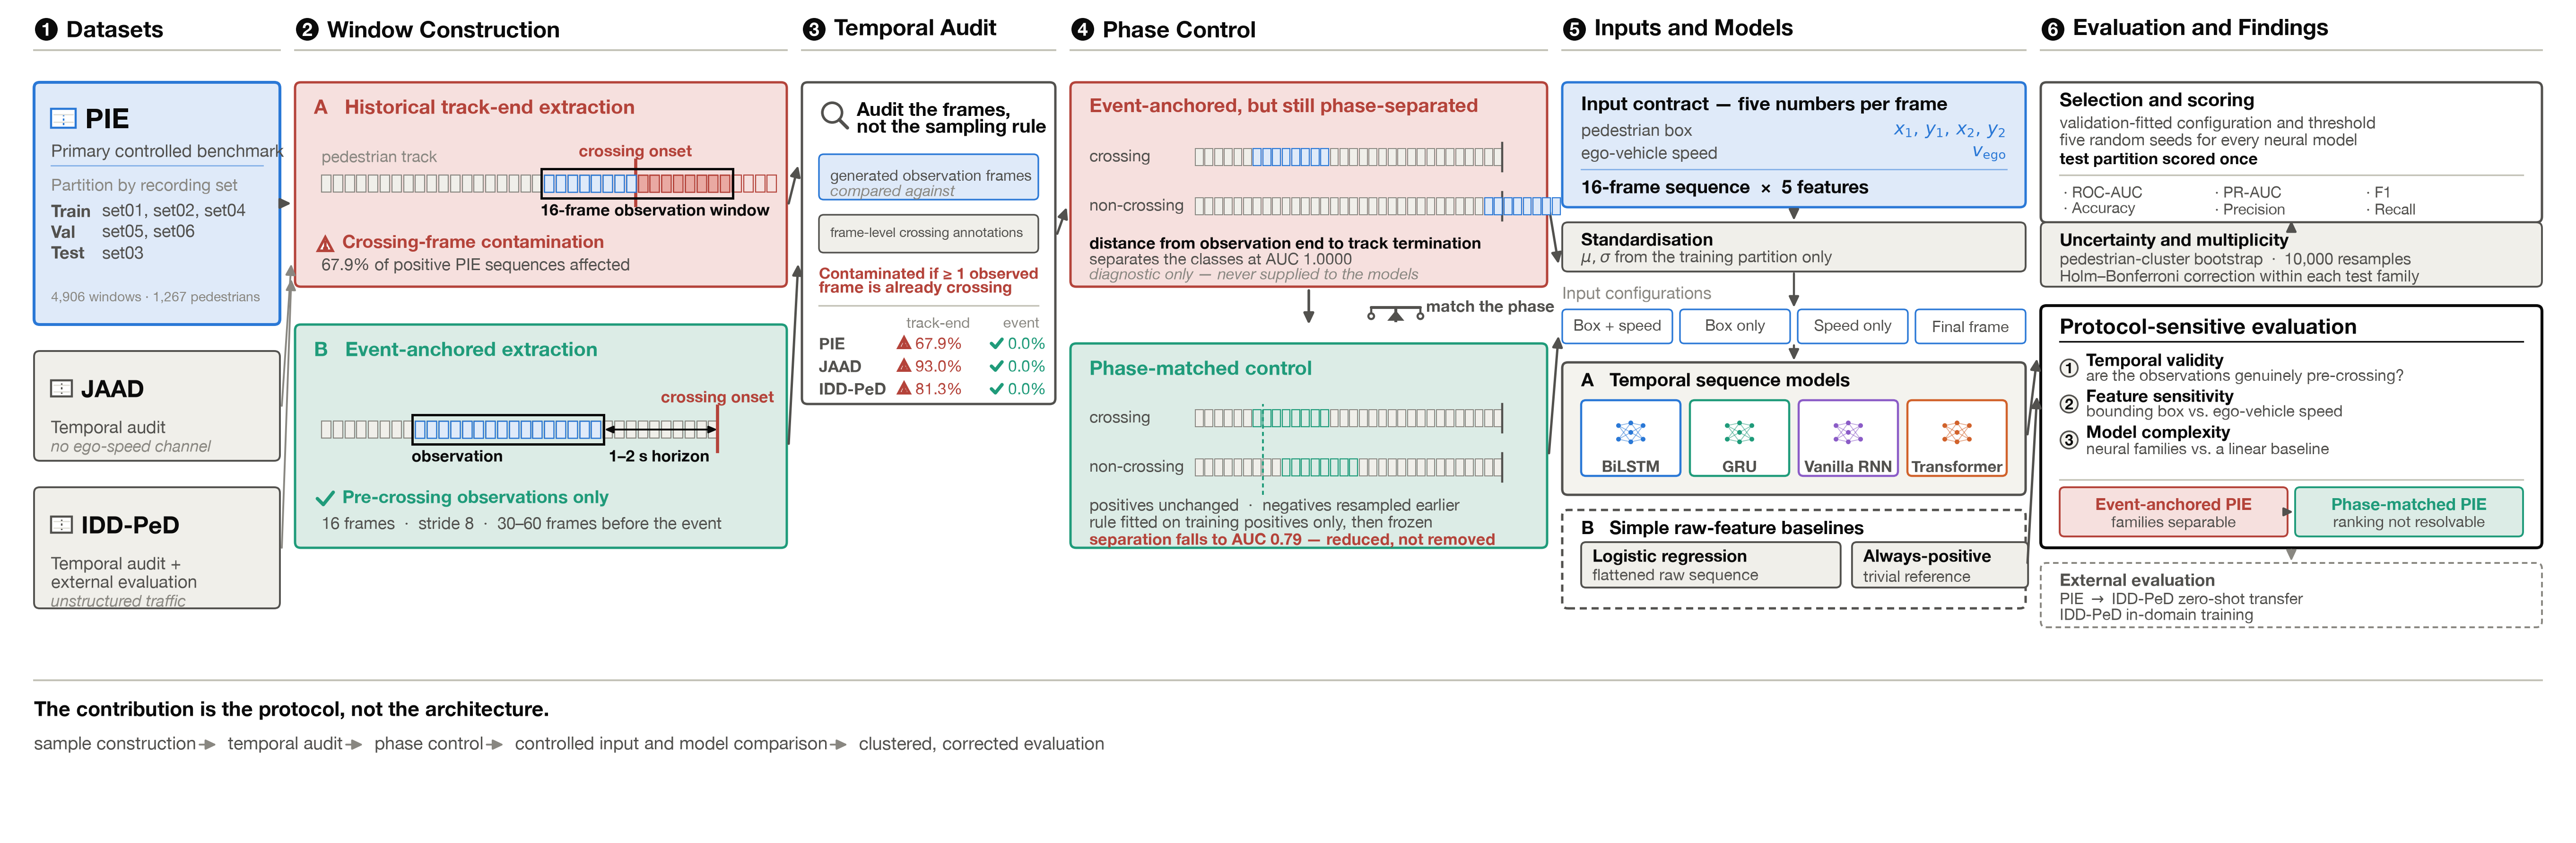 1 Datasets
PIE
Primary controlled benchmark
Partition by recording set
Train set01, set02, set04
Val set05, set06
Test set03
4,906 windows · 1,267 pedestrians
JAAD
Temporal audit
no ego-speed channel
IDD-PeD
Temporal audit +
external evaluation
unstructured traffic
2 Window Construction
A Historical track-end extraction
crossing onset
pedestrian track
16-frame observation window
Crossing-frame contamination
67.9% of positive PIE sequences affected
B Event-anchored extraction
crossing onset
observation
1–2 s horizon
Pre-crossing observations only
16 frames · stride 8 · 30–60 frames before the event
3 Temporal Audit
Audit the frames,
not the sampling rule
generated observation frames
compared against
frame-level crossing annotations
Contaminated if ≥ 1 observed
frame is already crossing
track-end event
PIE 67.9% 0.0%
JAAD 93.0% 0.0%
IDD-PeD 81.3% 0.0%
4 Phase Control
Event-anchored, but still phase-separated
crossing
non-crossing
distance from observation end to track termination
separates the classes at AUC 1.0000
diagnostic only — never supplied to the models
match the phase
Phase-matched control
crossing
non-crossing
positives unchanged · negatives resampled earlier
rule fitted on training positives only, then frozen
separation falls to AUC 0.79 — reduced, not removed
5 Inputs and Models
Input contract — five numbers per frame
pedestrian box x1, y1, x2, y2
ego-vehicle speed vego
16-frame sequence × 5 features
Standardisation
μ, σ from the training partition only
Input configurations
Box + speed
Box only
Speed only
Final frame
A Temporal sequence models
BiLSTM
GRU
Vanilla RNN
Transformer
B Simple raw-feature baselines
Logistic regression
flattened raw sequence
Always-positive
trivial reference
6 Evaluation and Findings
Selection and scoring
validation-fitted configuration and threshold
five random seeds for every neural model
test partition scored once
· ROC-AUC · PR-AUC · F1
· Accuracy · Precision · Recall
Uncertainty and multiplicity
pedestrian-cluster bootstrap · 10,000 resamples
Holm–Bonferroni correction within each test family
Protocol-sensitive evaluation
1 Temporal validity
are the observations genuinely pre-crossing?
2 Feature sensitivity
bounding box vs. ego-vehicle speed
3 Model complexity
neural families vs. a linear baseline
Event-anchored PIE
families separable
Phase-matched PIE
ranking not resolvable
External evaluation
PIE → IDD-PeD zero-shot transfer
IDD-PeD in-domain training
The contribution is the protocol, not the architecture.
sample construction → temporal audit → phase control → controlled input and model comparison → clustered, corrected evaluation